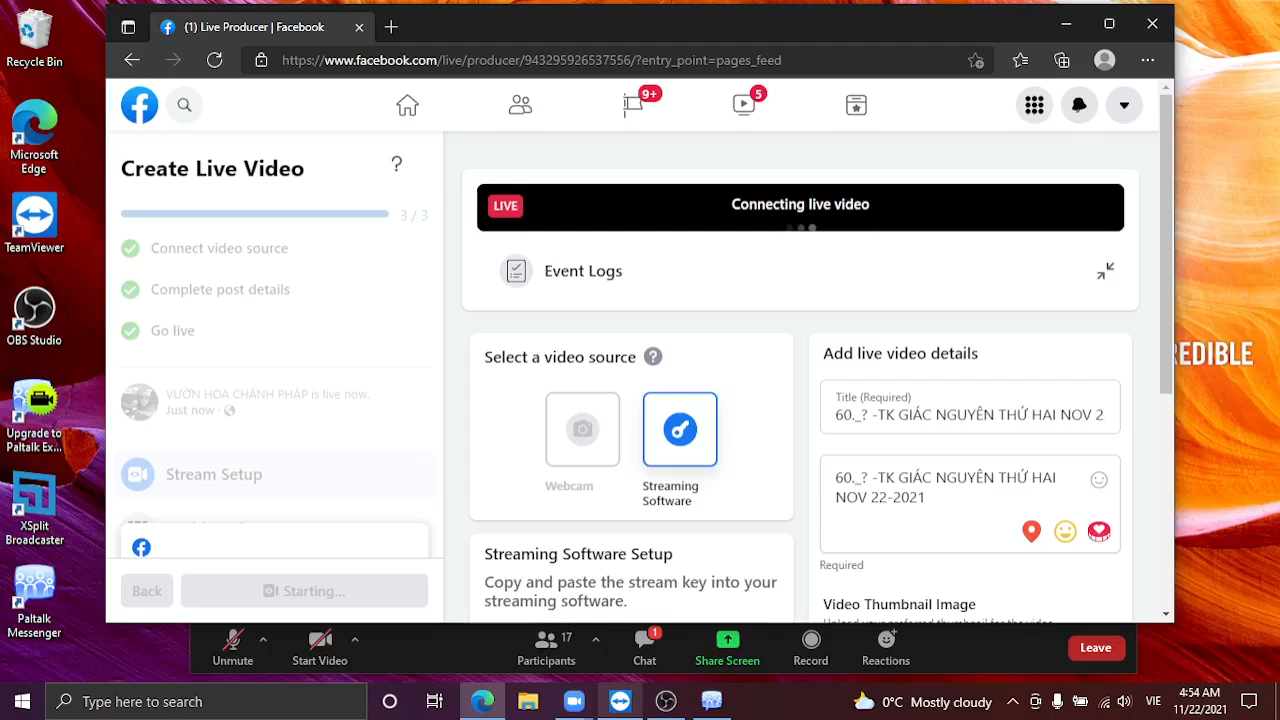 Recycle Bin
Microsoft
Edge
TeamViewer
OBS Studio
Upgrade to
Paltalk Ex...
XSplit
Broadcaster
Paltalk
Messenger
(1) Live Producer | Facebook
https://www.facebook.com/live/producer/943295926537556/?entry_point=pages_feed
9+
5
Create Live Video
?
3 / 3
Connect video source
Complete post details
Go live
VƯỜN HOA CHÁNH PHÁP is live now.
Just now ·
Stream Setup
Back
Starting...
LIVE
Connecting live video
Event Logs
Select a video source ?
Webcam
Streaming
Software
Streaming Software Setup
Copy and paste the stream key into your
streaming software.
Add live video details
Title (Required)
60._? -TK GIÁC NGUYÊN THỨ HAI NOV 2
60._? -TK GIÁC NGUYÊN THỨ HAI
NOV 22-2021
Required
Video Thumbnail Image
REDIBLE
Unmute
Start Video
17
Participants
1
Chat
Share Screen
Record
Reactions
Leave
Type here to search
0°C Mostly cloudy
VIE
4:54 AM
11/22/2021